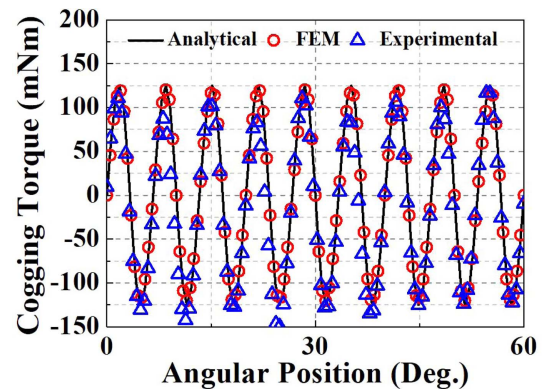 Cogging Torque (mNm)
200
150
100
50
0
-50
-100
-150
Analytical FEM Experimental
0 30 60
Angular Position (Deg.)